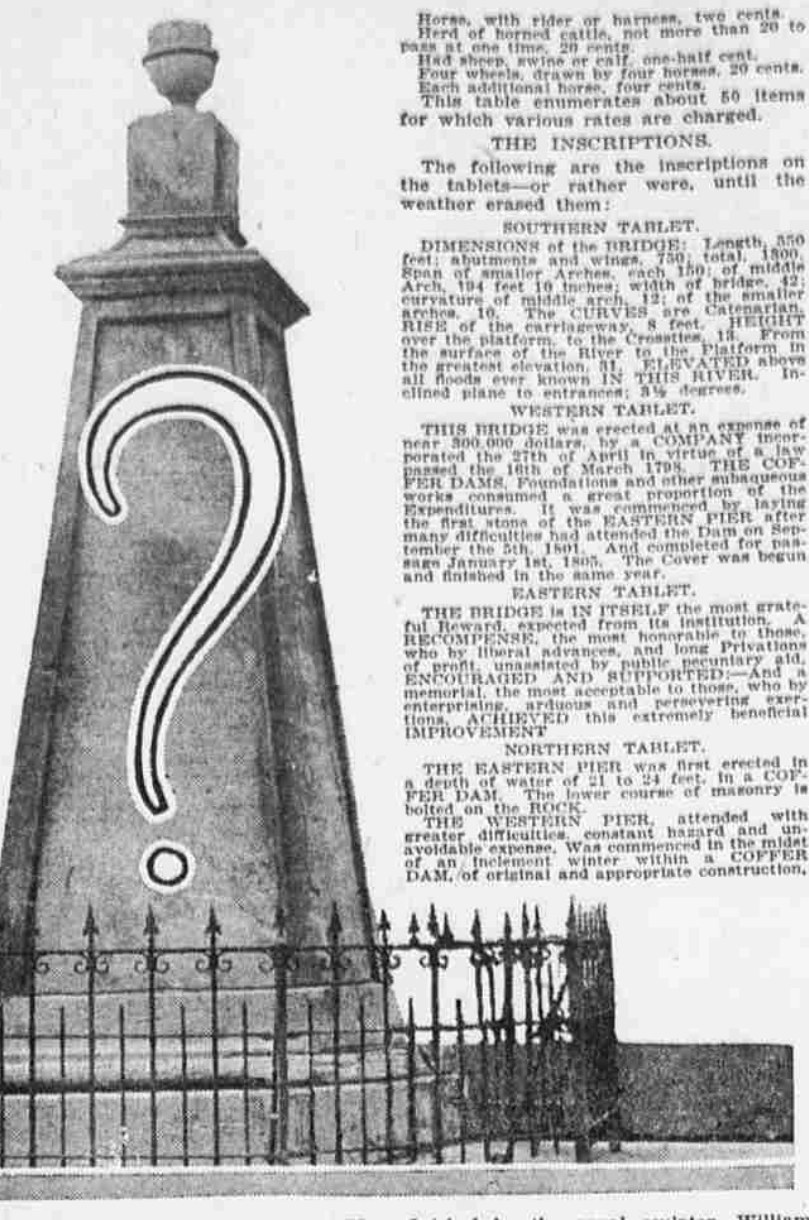 Horse, with rider or harness, two cents.
Herd of horned cattle, not more than 20 to
pass at one time, 20 cents.
Had sheep, swine or calf, one-half cent.
Four wheels, drawn by four horses, 20 cents.
Each additional horse, four cents.
This table enumerates about 50 items
for which various rates are charged.
THE INSCRIPTIONS.
The following are the inscriptions on
the tablets—or rather were, until the
weather erased them:
SOUTHERN TABLET.
DIMENSIONS of the BRIDGE: Length, 550
feet; abutments and wings, 750; total, 1300.
Span of smaller Arches, each 150; of middle
Arch, 194 feet 10 inches; width of bridge, 42;
curvature of middle arch, 12; of the smaller
arches, 10. The CURVES are Catenarian.
RISE of the carriageway, 8 feet. HEIGHT
over the platform, to the Crossties, 13. From
the surface of the River to the Platform in
the greatest elevation, 31. ELEVATED above
all floods ever known IN THIS RIVER. In-
clined plane to entrances; 3½ degrees.
WESTERN TABLET.
THIS BRIDGE was erected at an expense of
near 300,000 dollars, by a COMPANY incor-
porated the 27th of April in virtue of a law
passed the 16th of March 1798. THE COF-
FER DAMS, Foundations and other subaqueous
works consumed a great proportion of the
Expenditures. It was commenced by laying
the first stone of the EASTERN PIER after
many difficulties had attended the Dam on Sep-
tember the 5th, 1801. And completed for pas-
sage January 1st, 1805. The Cover was begun
and finished in the same year.
EASTERN TABLET.
THE BRIDGE is IN ITSELF the most grate-
ful Reward, expected from its institution. A
RECOMPENSE, the most honorable to those,
who by liberal advances, and long Privations
of profit, unassisted by public pecuniary aid,
ENCOURAGED AND SUPPORTED:—And a
memorial, the most acceptable to those, who by
enterprising, arduous and persevering exer-
tions, ACHIEVED this extremely beneficial
IMPROVEMENT
NORTHERN TABLET.
THE EASTERN PIER was first erected in
a depth of water of 21 to 24 feet, in a COF-
FER DAM. The lower course of masonry is
bolted on the ROCK.
THE WESTERN PIER, attended with
greater difficulties, constant hazard and un-
avoidable expense, Was commenced in the midst
of an inclement winter within a COFFER
DAM, of original and appropriate construction,
?
William